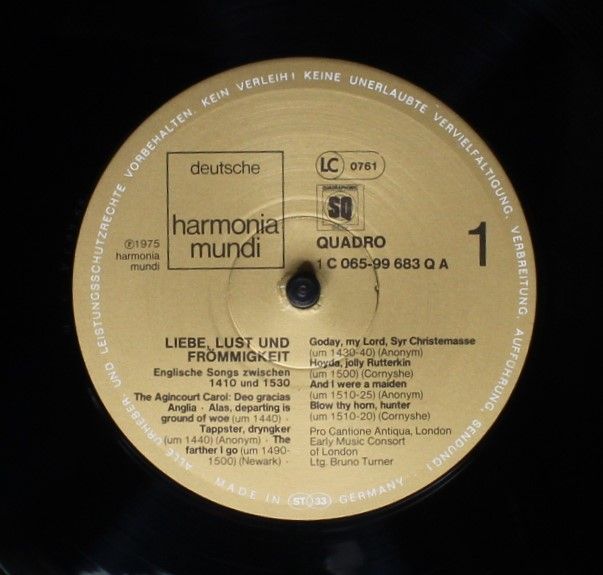 ALLE URHEBER- UND LEISTUNGSSCHUTZRECHTE VORBEHALTEN. KEIN VERLEIH! KEINE UNERLAUBTE VERVIELFÄLTIGUNG, VERBREITUNG, AUFFÜHRUNG, SENDUNG!
deutsche
harmonia
mundi
LC 0761
QUADRAPHONIC
SQ
QUADRO
1 C 065-99 683 Q A
1
℗1975
harmonia
mundi
LIEBE, LUST UND
FRÖMMIGKEIT
Englische Songs zwischen
1410 und 1530
The Agincourt Carol: Deo gracias
Anglia · Alas, departing is
ground of woe (um 1440) ·
Tappster, dryngker
(um 1440) (Anonym) · The
farther I go (um 1490-
1500) (Newark) ·
Goday, my Lord, Syr Christemasse
(um 1430-40) (Anonym)
Hoyda, jolly Rutterkin
(um 1500) (Cornyshe)
And I were a maiden
(um 1510-25) (Anonym)
Blow thy horn, hunter
(um 1510-20) (Cornyshe)
Pro Cantione Antiqua, London
Early Music Consort
of London
Ltg. Bruno Turner
MADE IN ST 33 GERMANY